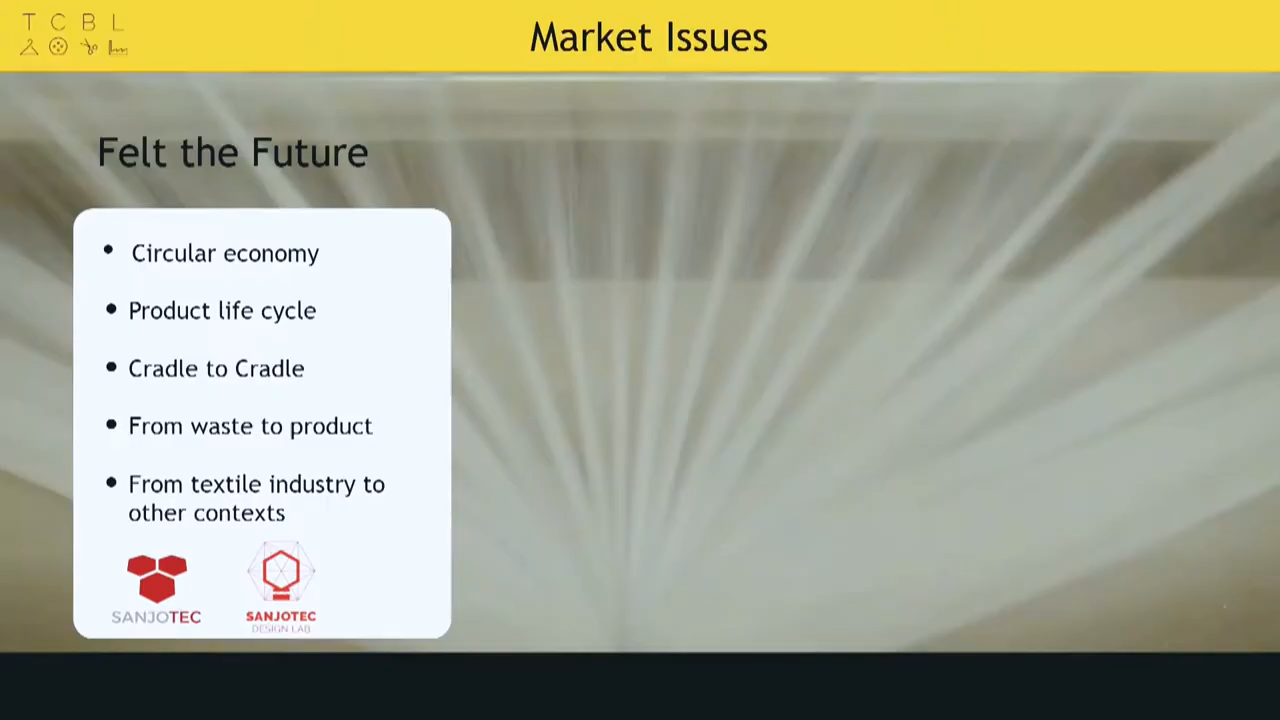 T C B L
Market Issues
Felt the Future
• Circular economy
• Product life cycle
• Cradle to Cradle
• From waste to product
• From textile industry to
other contexts
SANJOTEC
SANJOTEC
DESIGN LAB